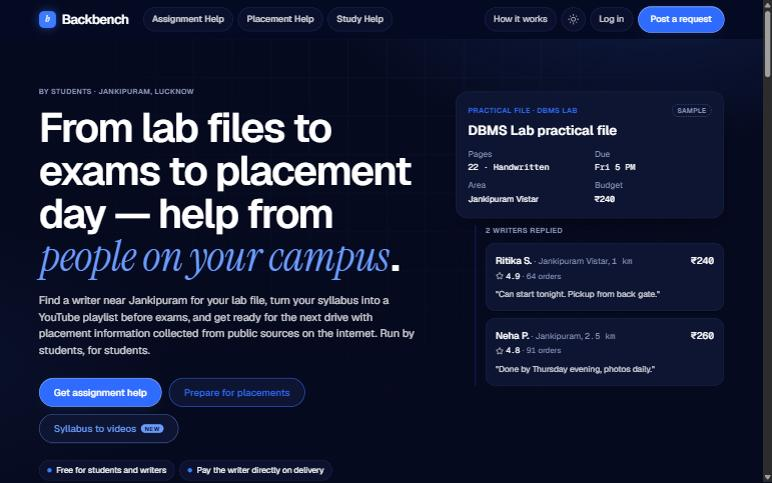 b Backbench
Assignment Help
Placement Help
Study Help
How it works
Log in
Post a request
BY STUDENTS · JANKIPURAM, LUCKNOW
From lab files to
exams to placement
day — help from
people on your campus.
Find a writer near Jankipuram for your lab file, turn your syllabus into a
YouTube playlist before exams, and get ready for the next drive with
placement information collected from public sources on the internet. Run by
students, for students.
Get assignment help
Prepare for placements
Syllabus to videos NEW
Free for students and writers
Pay the writer directly on delivery
PRACTICAL FILE · DBMS LAB
SAMPLE
DBMS Lab practical file
Pages
22 · Handwritten
Due
Fri 5 PM
Area
Jankipuram Vistar
Budget
₹240
2 WRITERS REPLIED
Ritika S. · Jankipuram Vistar, 1 km ₹240
4.9 · 64 orders
"Can start tonight. Pickup from back gate."
Neha P. · Jankipuram, 2.5 km ₹260
4.8 · 91 orders
"Done by Thursday evening, photos daily."